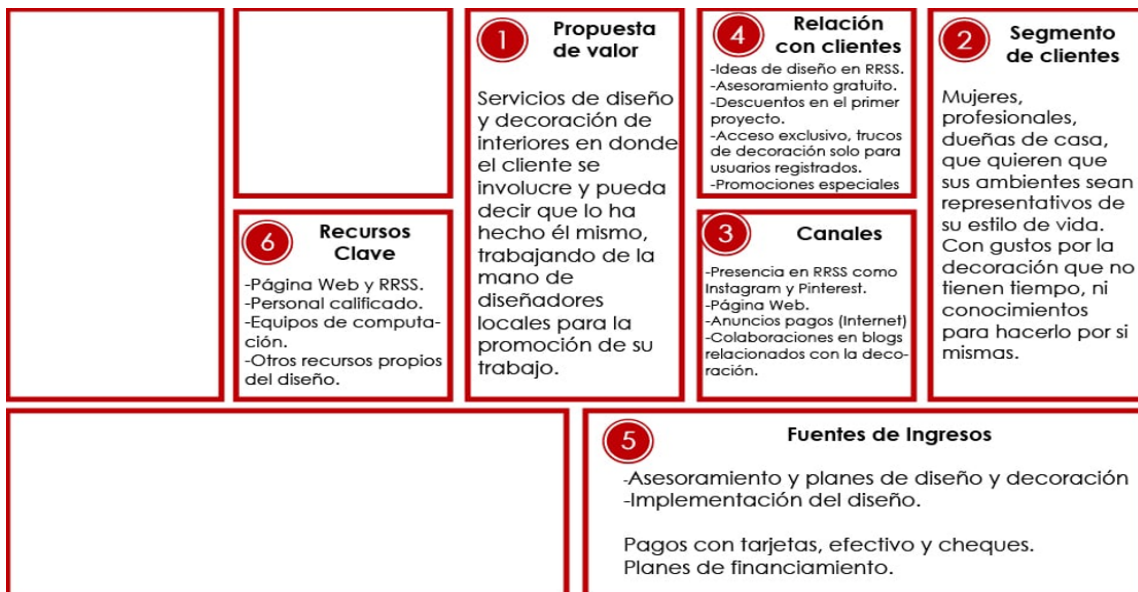 1
Propuesta
de valor
Servicios de diseño
y decoración de
interiores en donde
el cliente se
involucre y pueda
decir que lo ha
hecho él mismo,
trabajando de la
mano de
diseñadores
locales para la
promoción de su
trabajo.
4
Relación
con clientes
-Ideas de diseño en RRSS.
-Asesoramiento gratuito.
-Descuentos en el primer
proyecto.
-Acceso exclusivo, trucos
de decoración solo para
usuarios registrados.
-Promociones especiales
2
Segmento
de clientes
Mujeres,
profesionales,
dueñas de casa,
que quieren que
sus ambientes sean
representativos de
su estilo de vida.
Con gustos por la
decoración que no
tienen tiempo, ni
conocimientos
para hacerlo por si
mismas.
6
Recursos
Clave
-Página Web y RRSS.
-Personal calificado.
-Equipos de computa-
ción.
-Otros recursos propios
del diseño.
3
Canales
-Presencia en RRSS como
Instagram y Pinterest.
-Página Web.
-Anuncios pagos (Internet)
-Colaboraciones en blogs
relacionados con la deco-
ración.
5
Fuentes de Ingresos
-Asesoramiento y planes de diseño y decoración
-Implementación del diseño.
Pagos con tarjetas, efectivo y cheques.
Planes de financiamiento.